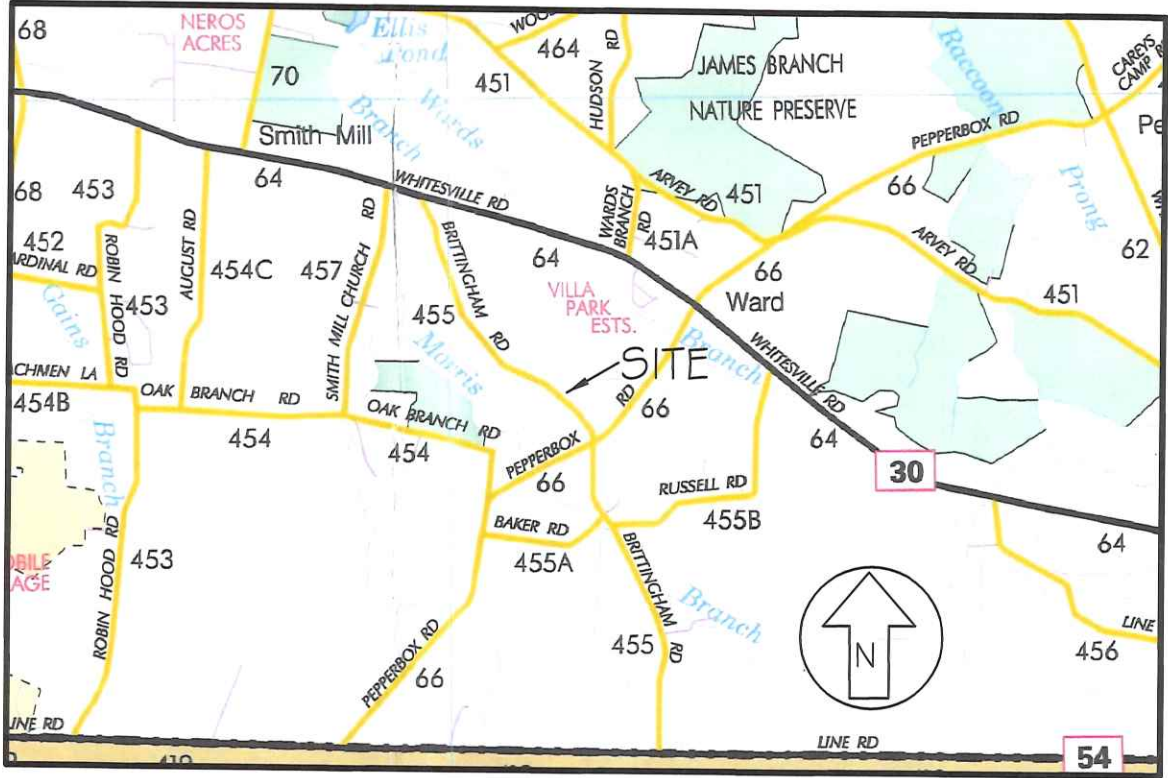 68
NEROS
ACRES
Ellis
Pond
464
HUDSON RD
451
70
JAMES BRANCH
NATURE PRESERVE
Raccoon
Prong
CAREYS
CAMP
PEPPERBOX RD
Wards
Branch
Smith Mill
64
WHITESVILLE RD
68
453
452
ROBIN HOOD RD
453
AUGUST RD
454C
457
SMITH MILL CHURCH RD
BRITTINGHAM RD
455
64
WARDS
BRANCH
RD
451A
ARVEY RD
451
66
66
Ward
ARVEY RD
451
62
VILLA
PARK
ESTS.
Gains
Branch
Morris
Branch
SITE
WHITESVILLE RD
64
454B
OAK BRANCH RD
454
OAK BRANCH RD
454
PEPPERBOX RD
66
66
30
RUSSELL RD
455B
BAKER RD
455A
64
ROBIN HOOD RD
453
BRITTINGHAM RD
455
Branch
N
LINE
456
PEPPERBOX RD
66
LINE RD
54